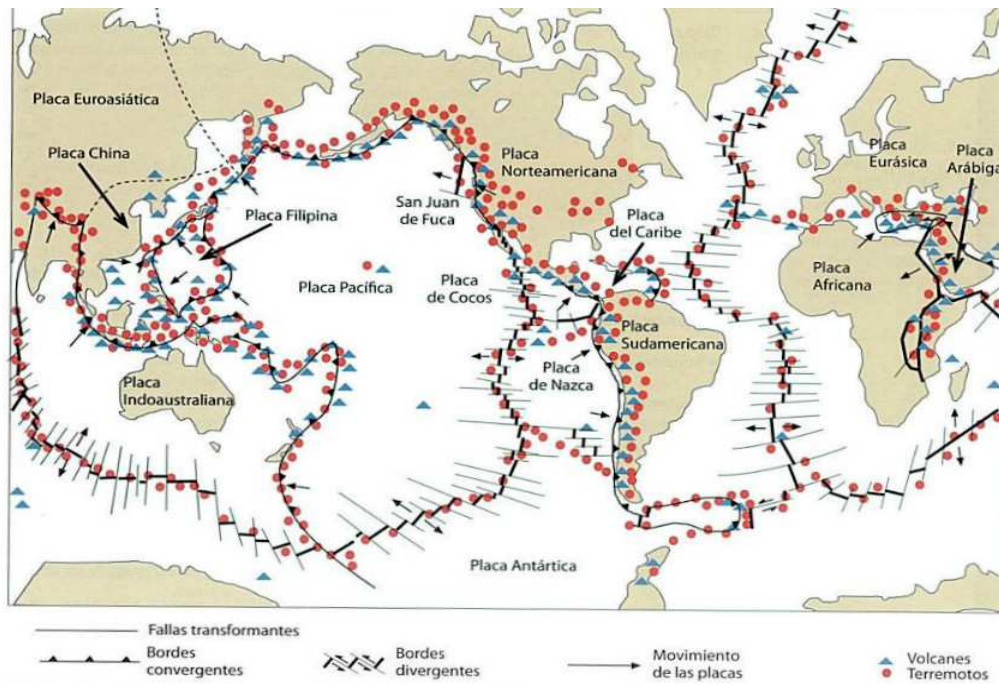 Placa Euroasiática
Placa China
Placa Filipina
Placa Pacífica
Placa
Indoaustraliana
San Juan
de Fuca
Placa
Norteamericana
Placa
del Caribe
Placa
de Cocos
Placa
Sudamericana
Placa
de Nazca
Placa Antártica
Placa
Africana
Placa
Eurásica
Placa
Arábiga
Fallas transformantes
Bordes
convergentes
Bordes
divergentes
Movimiento
de las placas
Volcanes
Terremotos